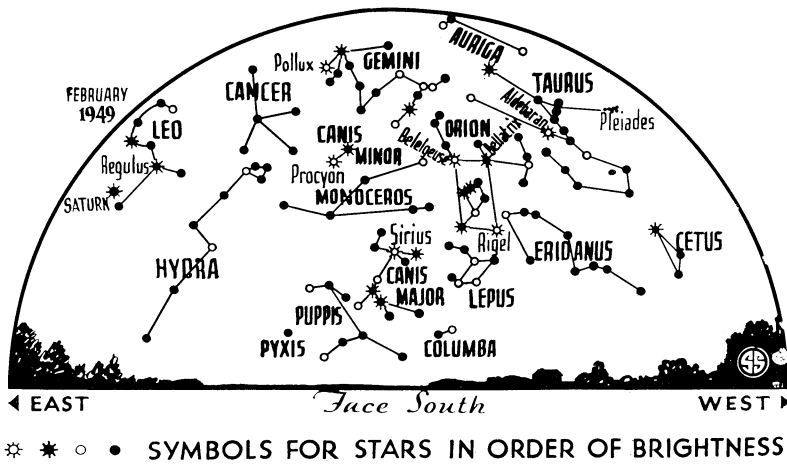 AURIGA
Pollux
GEMINI
TAURUS
FEBRUARY
1949
CANCER
Aldebaran
Pleiades
LEO
CANIS
MINOR
Betelgeuse
ORION
Bellatrix
Regulus
Procyon
SATURN
MONOCEROS
Sirius
Rigel
ERIDANUS
CETUS
HYDRA
CANIS
MAJOR
LEPUS
PUPPIS
PYXIS
COLUMBA
SS
EAST
Face South
WEST
SYMBOLS FOR STARS IN ORDER OF BRIGHTNESS